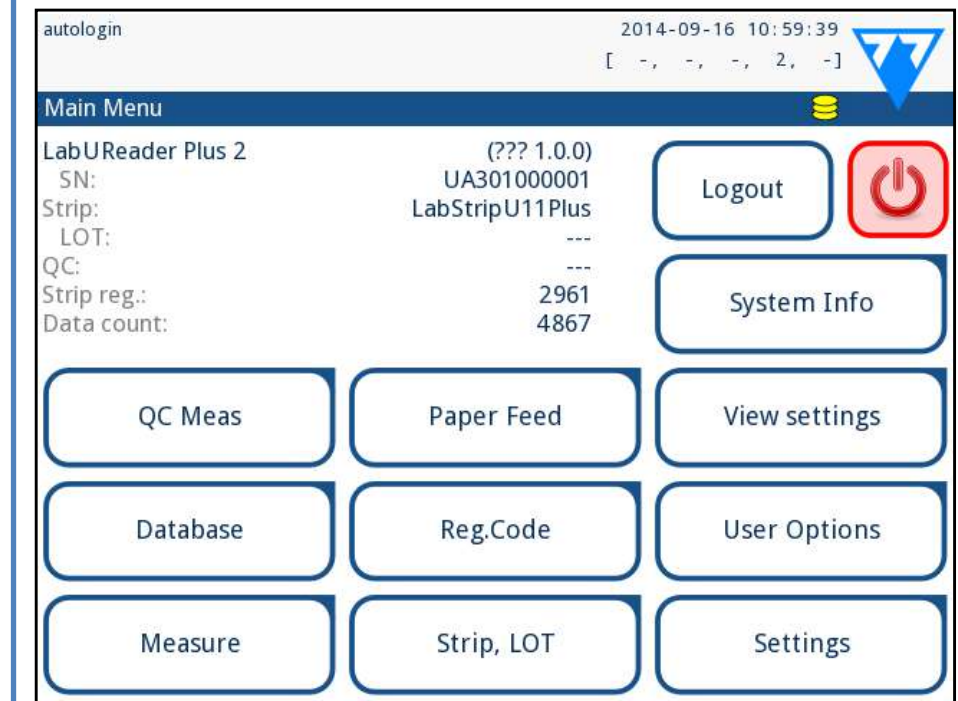 autologin 2014-09-16 10:59:39
[ -, -, -, 2, -]
Main Menu
LabUReader Plus 2 (??? 1.0.0)
SN: UA301000001
Strip: LabStripU11Plus
LOT: ---
QC: ---
Strip reg.: 2961
Data count: 4867
Logout
System Info
QC Meas Paper Feed View settings
Database Reg.Code User Options
Measure Strip, LOT Settings